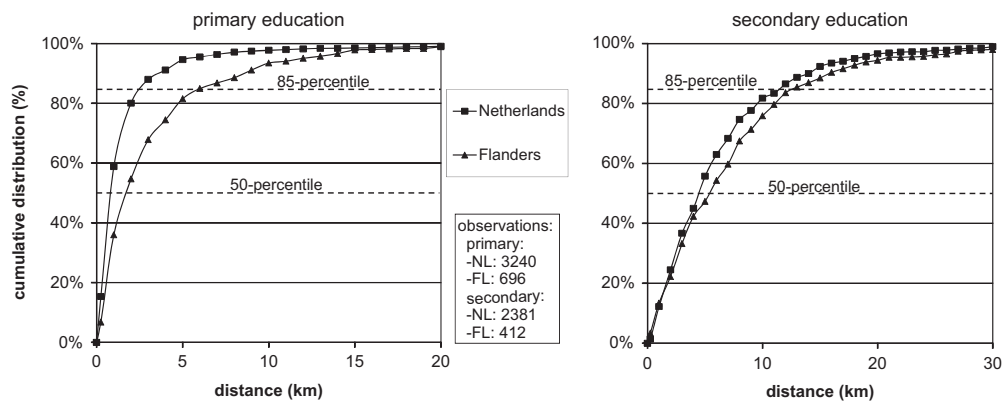 primary education
cumulative distribution (%)
100%
80%
60%
40%
20%
0%
85-percentile
50-percentile
0
5
10
15
20
distance (km)
Netherlands
Flanders
observations:
primary:
-NL: 3240
-FL: 696
secondary:
-NL: 2381
-FL: 412
secondary education
100%
80%
60%
40%
20%
0%
85-percentile
50-percentile
0
10
20
30
distance (km)